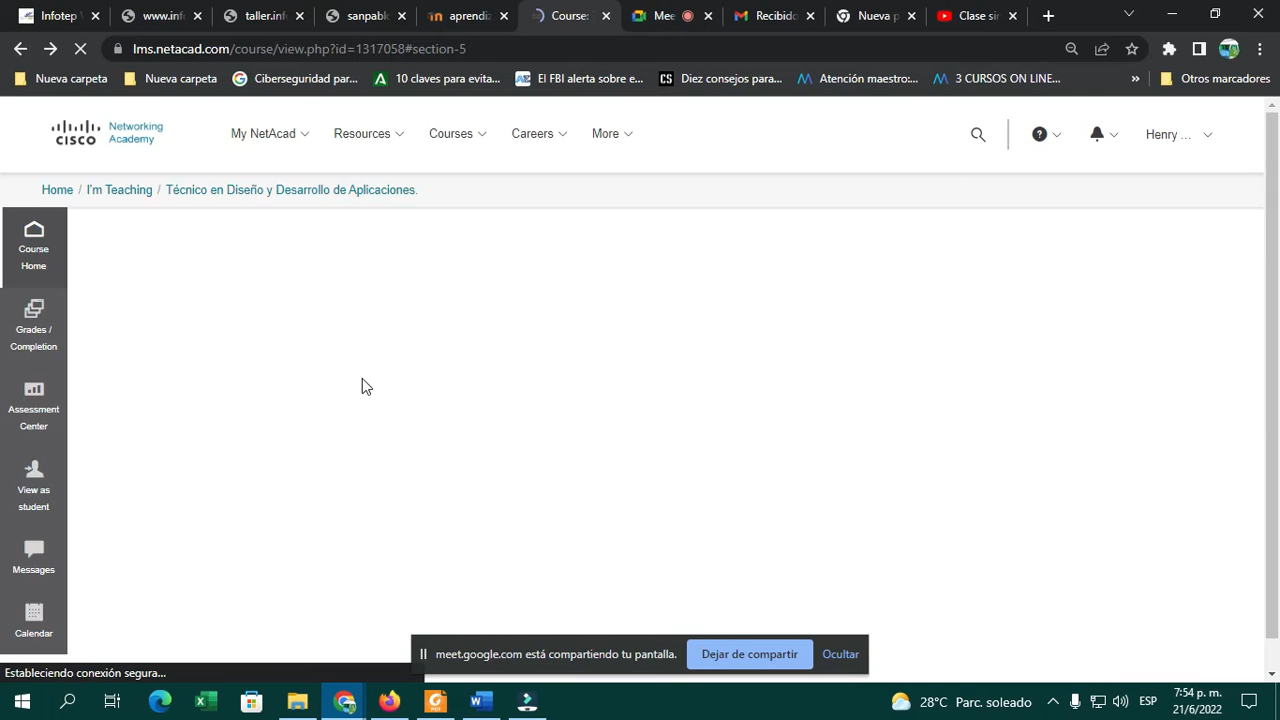 Infotep
www.inf
taller.inf
sanpabl
aprendiz
Course:
Mee
Recibido
Nueva p
Clase sin
lms.netacad.com/course/view.php?id=1317058#section-5
Nueva carpeta
Nueva carpeta
Ciberseguridad par...
10 claves para evita...
El FBI alerta sobre e...
CS
Diez consejos para...
Atención maestro:...
3 CURSOS ON LINE...
Otros marcadores
CISCO Networking Academy
My NetAcad
Resources
Courses
Careers
More
Henry ...
Home / I'm Teaching / Técnico en Diseño y Desarrollo de Aplicaciones.
Course
Home
Grades /
Completion
Assessment
Center
View as
student
Messages
Calendar
meet.google.com está compartiendo tu pantalla.
Dejar de compartir
Ocultar
Estableciendo conexión segura...
28°C Parc. soleado
ESP
7:54 p. m.
21/6/2022